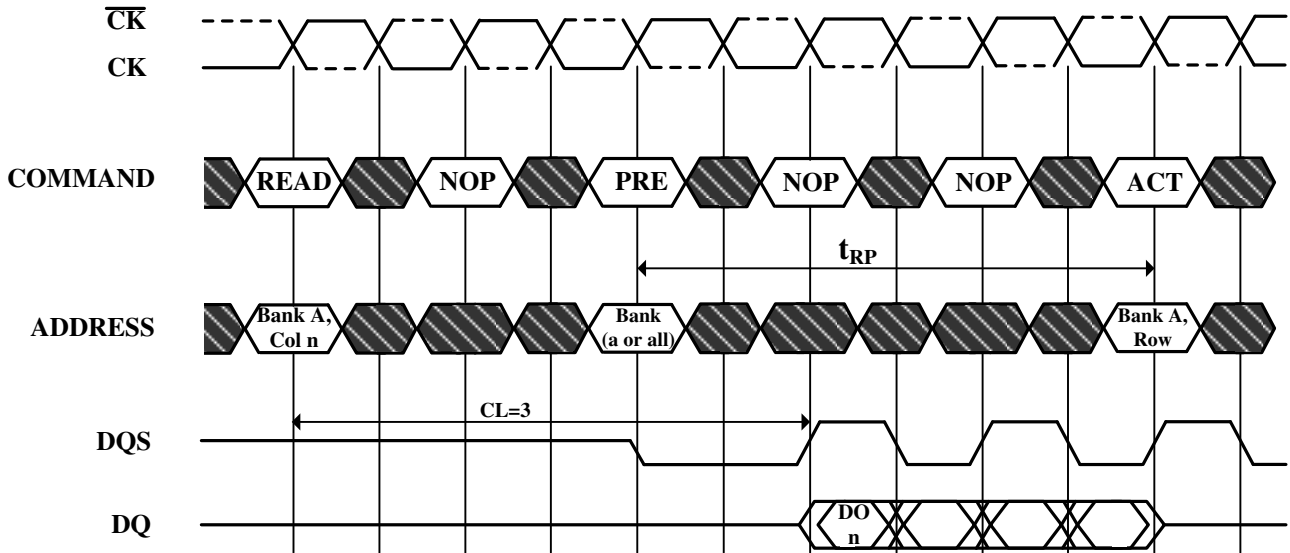 CK
CK
COMMAND
READ
NOP
PRE
NOP
NOP
ACT
tRP
ADDRESS
Bank A,
Col n
Bank
(a or all)
Bank A,
Row
CL=3
DQS
DQ
DO
n